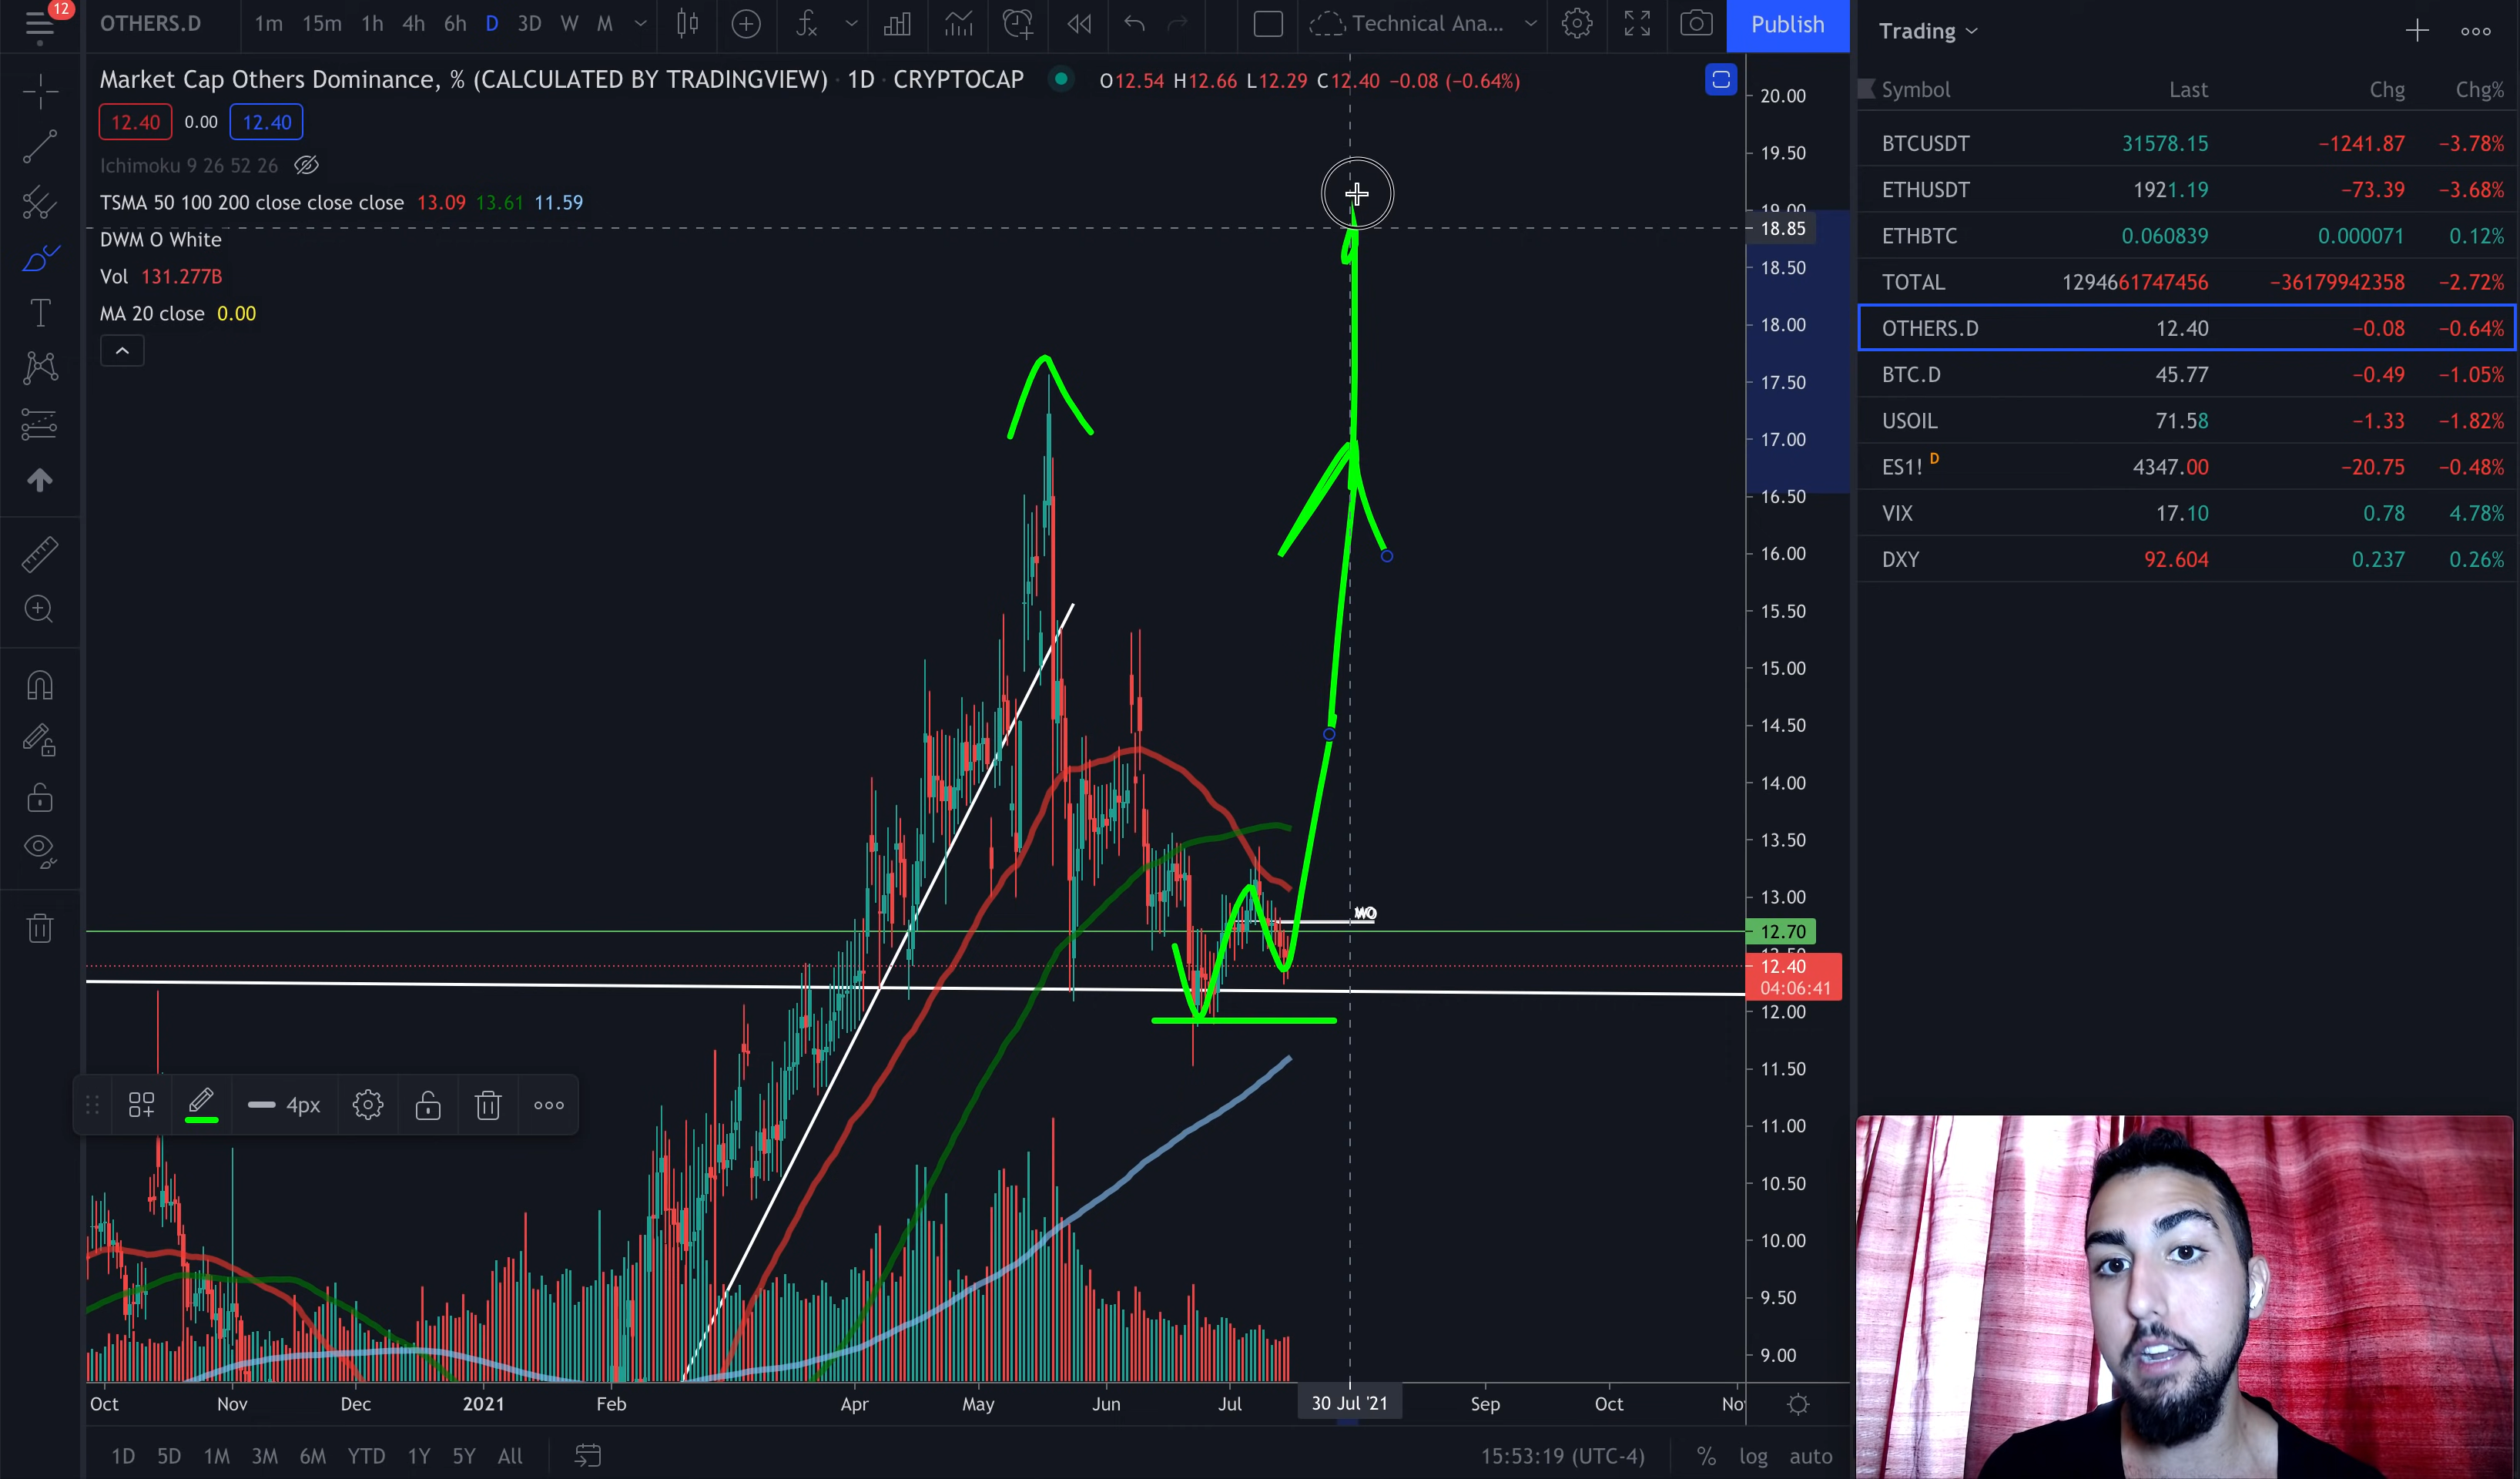 12
OTHERS.D 1m 15m 1h 4h 6h D 3D W M Technical Ana... Publish
Market Cap Others Dominance, % (CALCULATED BY TRADINGVIEW) · 1D · CRYPTOCAP O12.54 H12.66 L12.29 C12.40 −0.08 (−0.64%)
12.40 0.00 12.40
Ichimoku 9 26 52 26
TSMA 50 100 200 close close close 13.09 13.61 11.59
DWM O White
Vol 131.277B
MA 20 close 0.00
4px
20.00
19.50
19.00
18.85
18.50
18.00
17.50
17.00
16.50
16.00
15.50
15.00
14.50
14.00
13.50
13.00
12.70
12.50
12.40
04:06:41
12.00
11.50
11.00
10.50
10.00
9.50
9.00
Oct Nov Dec 2021 Feb Apr May Jun Jul 30 Jul '21 Sep Oct No
1D 5D 1M 3M 6M YTD 1Y 5Y All 15:53:19 (UTC-4) % log auto
Trading
Symbol Last Chg Chg%
BTCUSDT 31578.15 −1241.87 −3.78%
ETHUSDT 1921.19 −73.39 −3.68%
ETHBTC 0.060839 0.000071 0.12%
TOTAL 1294661747456 −36179942358 −2.72%
OTHERS.D 12.40 −0.08 −0.64%
BTC.D 45.77 −0.49 −1.05%
USOIL 71.58 −1.33 −1.82%
ES1! D 4347.00 −20.75 −0.48%
VIX 17.10 0.78 4.78%
DXY 92.604 0.237 0.26%